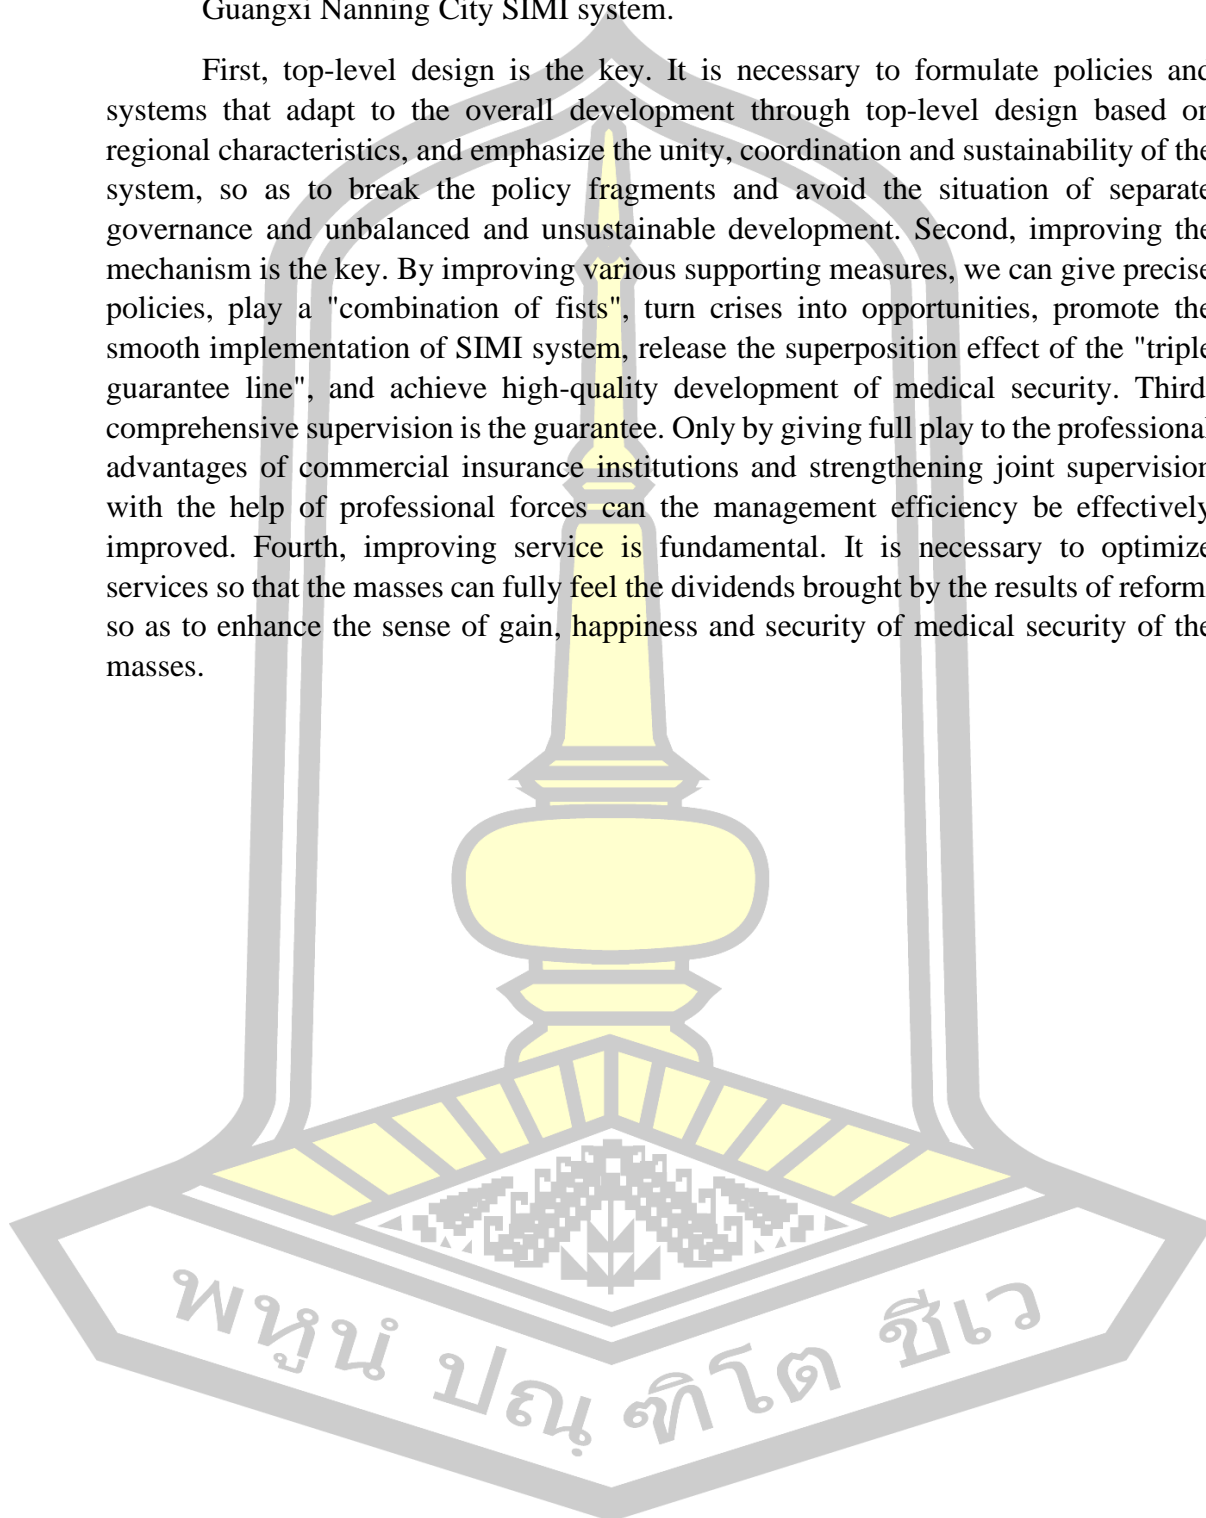 Guangxi Nanning City SIMI system.
First, top-level design is the key. It is necessary to formulate policies and
systems that adapt to the overall development through top-level design based on
regional characteristics, and emphasize the unity, coordination and sustainability of the
system, so as to break the policy fragments and avoid the situation of separate
governance and unbalanced and unsustainable development. Second, improving the
mechanism is the key. By improving various supporting measures, we can give precise
policies, play a "combination of fists", turn crises into opportunities, promote the
smooth implementation of SIMI system, release the superposition effect of the "triple
guarantee line", and achieve high-quality development of medical security. Third
comprehensive supervision is the guarantee. Only by giving full play to the professional
advantages of commercial insurance institutions and strengthening joint supervision
with the help of professional forces can the management efficiency be effectively
improved. Fourth, improving service is fundamental. It is necessary to optimize
services so that the masses can fully feel the dividends brought by the results of reform
so as to enhance the sense of gain, happiness and security of medical security of the
masses.
พหูนํ ปณฺฑิโต ชีเว